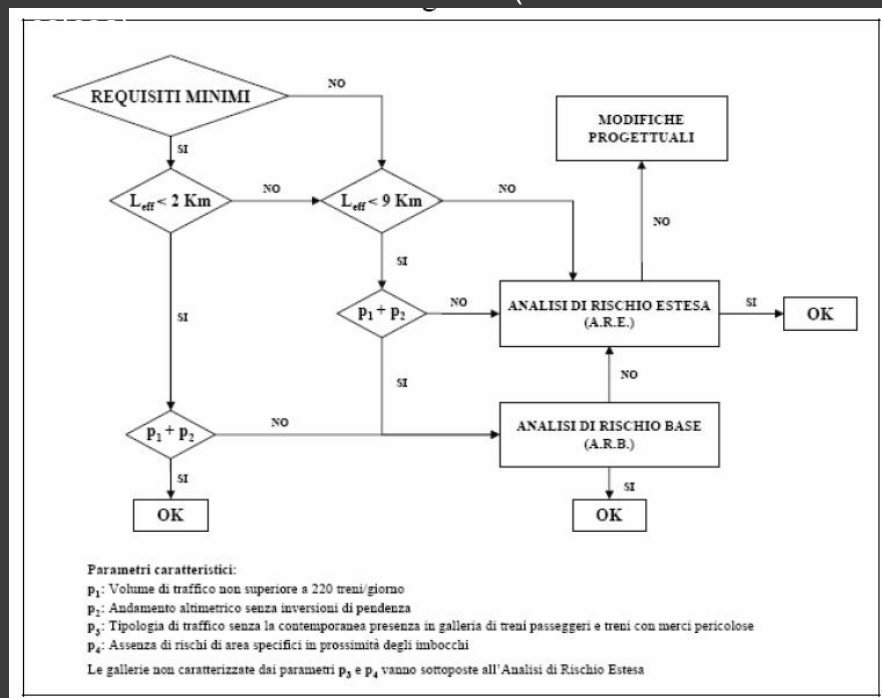 REQUISITI MINIMI
NO
MODIFICHE
PROGETTUALI
SI
L eff < 2 Km
NO
L eff < 9 Km
NO
NO
SI
SI
p1 + p2
NO
ANALISI DI RISCHIO ESTESA
(A.R.E.)
SI
OK
SI
NO
p1 + p2
NO
ANALISI DI RISCHIO BASE
(A.R.B.)
SI
SI
OK
OK
Parametri caratteristici:
p1: Volume di traffico non superiore a 220 treni/giorno
p2: Andamento altimetrico senza inversioni di pendenza
p3: Tipologia di traffico senza la contemporanea presenza in galleria di treni passeggeri e treni con merci pericolose
p4: Assenza di rischi di area specifici in prossimità degli imbocchi
Le gallerie non caratterizzate dai parametri p3 e p4 vanno sottoposte all'Analisi di Rischio Estesa